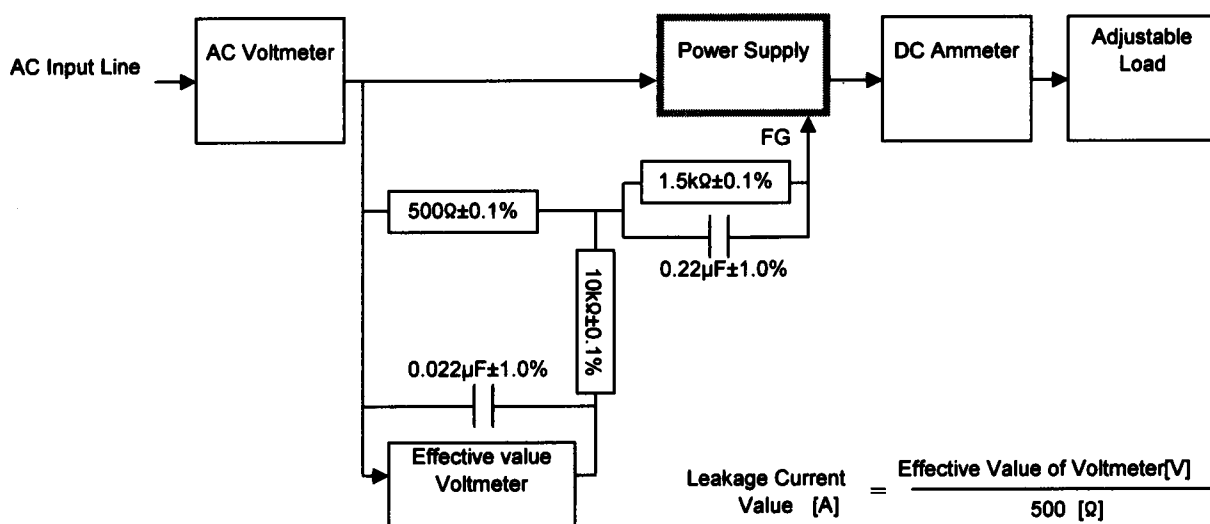 AC Input Line
AC Voltmeter
Power Supply
DC Ammeter
Adjustable
Load
FG
1.5kΩ±0.1%
500Ω±0.1%
0.22µF±1.0%
10kΩ±0.1%
0.022µF±1.0%
Effective value
Voltmeter
Leakage Current
Value [A]
=
Effective Value of Voltmeter[V]
500 [Ω]